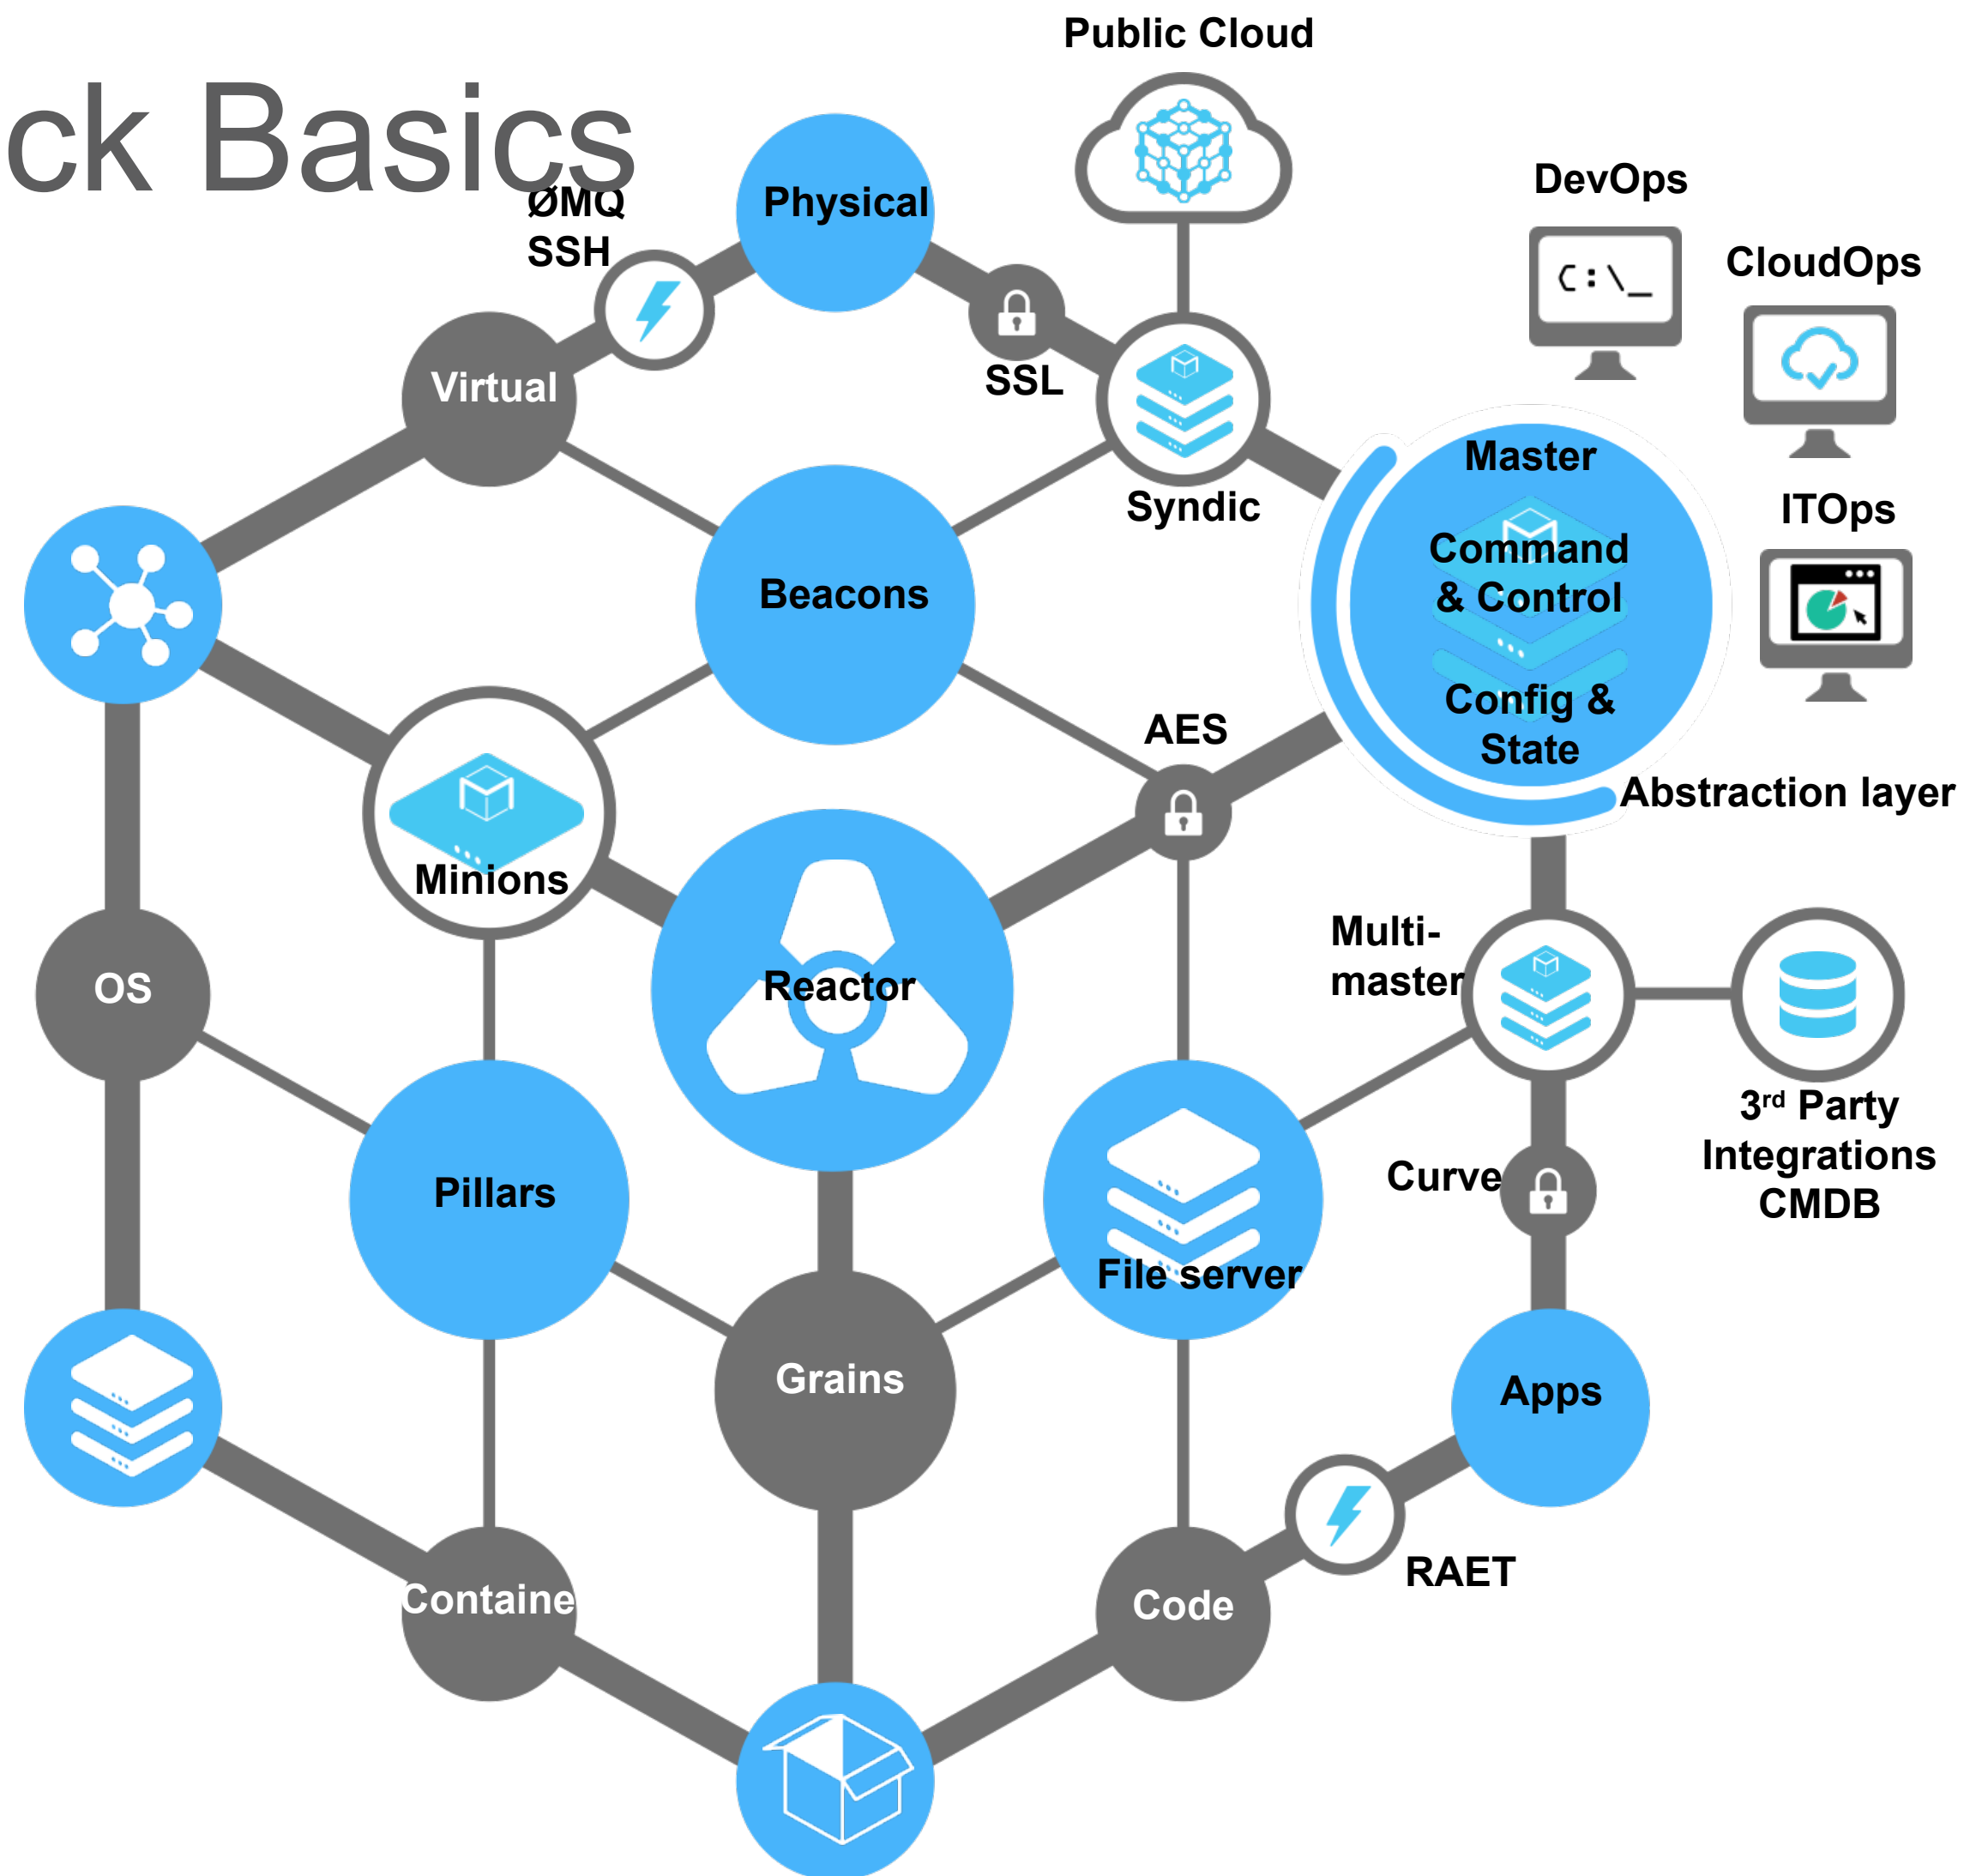 Public Cloud
ck Basics
DevOps
ØMQ
SSH
Physical
CloudOps
C:\_
SSL
Virtual
Master
Syndic
ITOps
Command
& Control
Beacons
Config &
State
AES
Abstraction layer
Minions
Multi-
master
Reactor
OS
3rd Party
Integrations
CMDB
Curve
Pillars
File server
Grains
Apps
RAET
Containe
Code